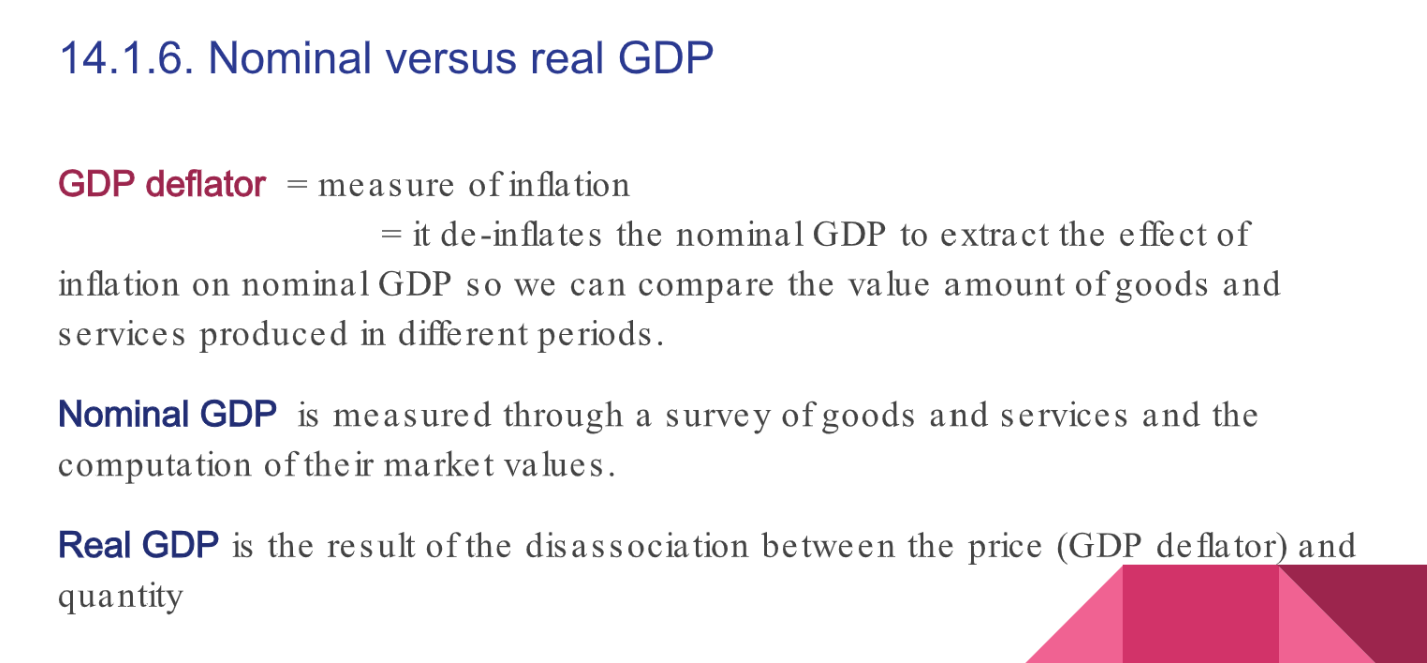 14.1.6. Nominal versus real GDP
GDP deflator = measure of inflation
= it de-inflates the nominal GDP to extract the effect of
inflation on nominal GDP so we can compare the value amount of goods and
services produced in different periods.
Nominal GDP is measured through a survey of goods and services and the
computation of their market values.
Real GDP is the result of the disassociation between the price (GDP deflator) and
quantity